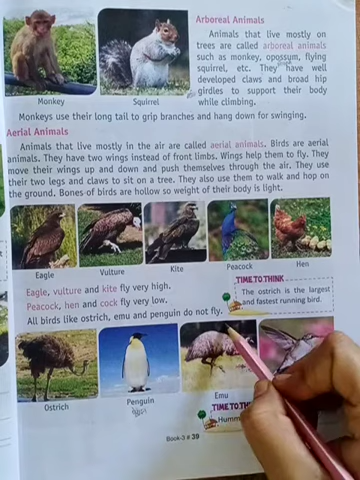 Arboreal Animals
Animals that live mostly on
trees are called arboreal animals
such as monkey, opossum, flying
squirrel, etc. They have well
developed claws and broad hip
girdles to support their body
while climbing.
Monkey
Squirrel
Monkeys use their long tail to grip branches and hang down for swinging.
Aerial Animals
Animals that live mostly in the air are called aerial animals. Birds are aerial
animals. They have two wings instead of front limbs. Wings help them to fly. They
move their wings up and down and push themselves through the air. They use
their two legs and claws to sit on a tree. They also use them to walk and hop on
the ground. Bones of birds are hollow so weight of their body is light.
Eagle
Vulture
Kite
Peacock
Hen
Eagle, vulture and kite fly very high.
Peacock, hen and cock fly very low.
All birds like ostrich, emu and penguin do not fly.
TIME TO THINK
The ostrich is the largest
and fastest running bird.
Ostrich
Penguin
Emu
TIME TO TH
Humm
Book-3 # 39